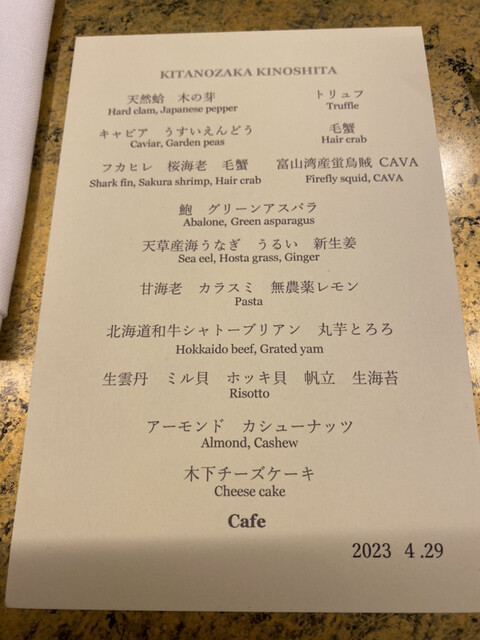 KITANOZAKA KINOSHITA
天然蛤　木の芽
Hard clam, Japanese pepper
トリュフ
Truffle
キャビア　うすいえんどう
Caviar, Garden peas
毛蟹
Hair crab
フカヒレ　桜海老　毛蟹
Shark fin, Sakura shrimp, Hair crab
富山湾産蛍烏賊 CAVA
Firefly squid, CAVA
鮑　グリーンアスパラ
Abalone, Green asparagus
天草産海うなぎ　うるい　新生姜
Sea eel, Hosta grass, Ginger
甘海老　カラスミ　無農薬レモン
Pasta
北海道和牛シャトーブリアン　丸芋とろろ
Hokkaido beef, Grated yam
生雲丹　ミル貝　ホッキ貝　帆立　生海苔
Risotto
アーモンド　カシューナッツ
Almond, Cashew
木下チーズケーキ
Cheese cake
Cafe
2023 4.29